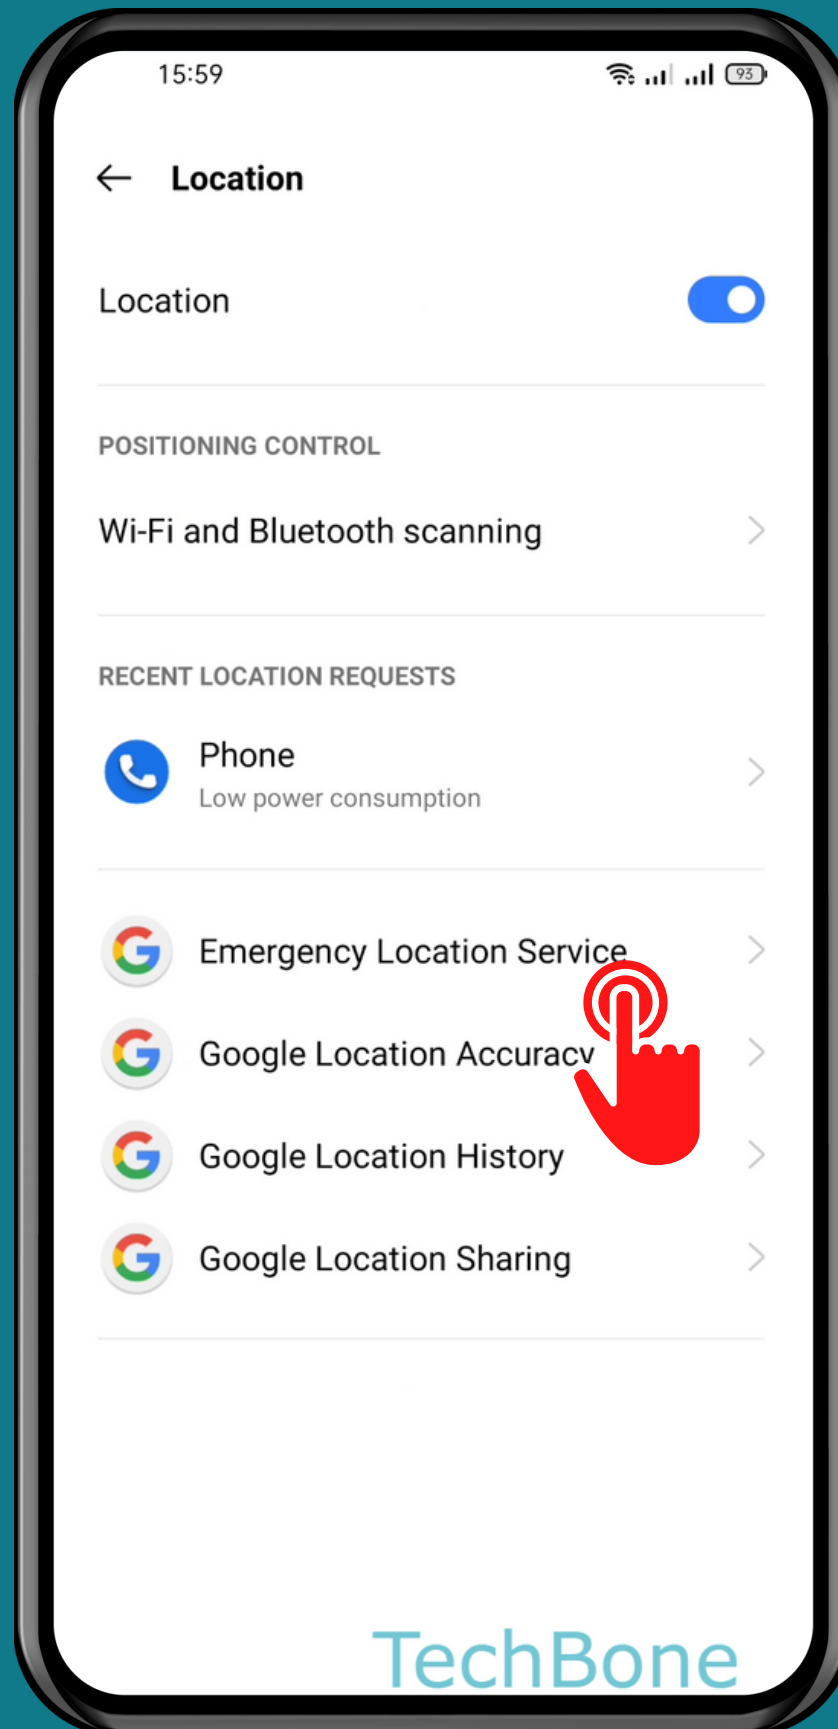 15:59
93
Location
Location
POSITIONING CONTROL
Wi-Fi and Bluetooth scanning
RECENT LOCATION REQUESTS
Phone
Low power consumption
Emergency Location Service
Google Location Accuracy
Google Location History
Google Location Sharing
TechBone